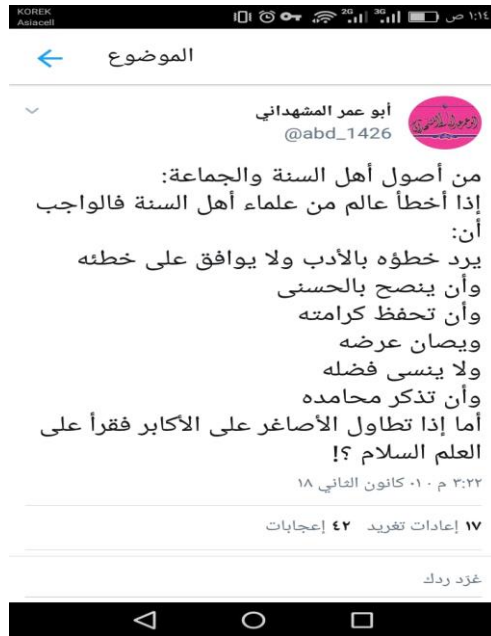 KOREK
Asiacell
2G 3G ١:١٤ ص
الموضوع
أبو عمر المشهداني
@abd_1426
من أصول أهل السنة والجماعة:
إذا أخطأ عالم من علماء أهل السنة فالواجب
أن:
يرد خطؤه بالأدب ولا يوافق على خطئه
وأن ينصح بالحسنى
وأن تحفظ كرامته
ويصان عرضه
ولا ينسى فضله
وأن تذكر محامده
أما إذا تطاول الأصاغر على الأكابر فقرأ على
العلم السلام ؟!
٣:٢٢ م · ٠١ كانون الثاني ١٨
١٧ إعادات تغريد ٤٢ إعجابات
غرّد ردك